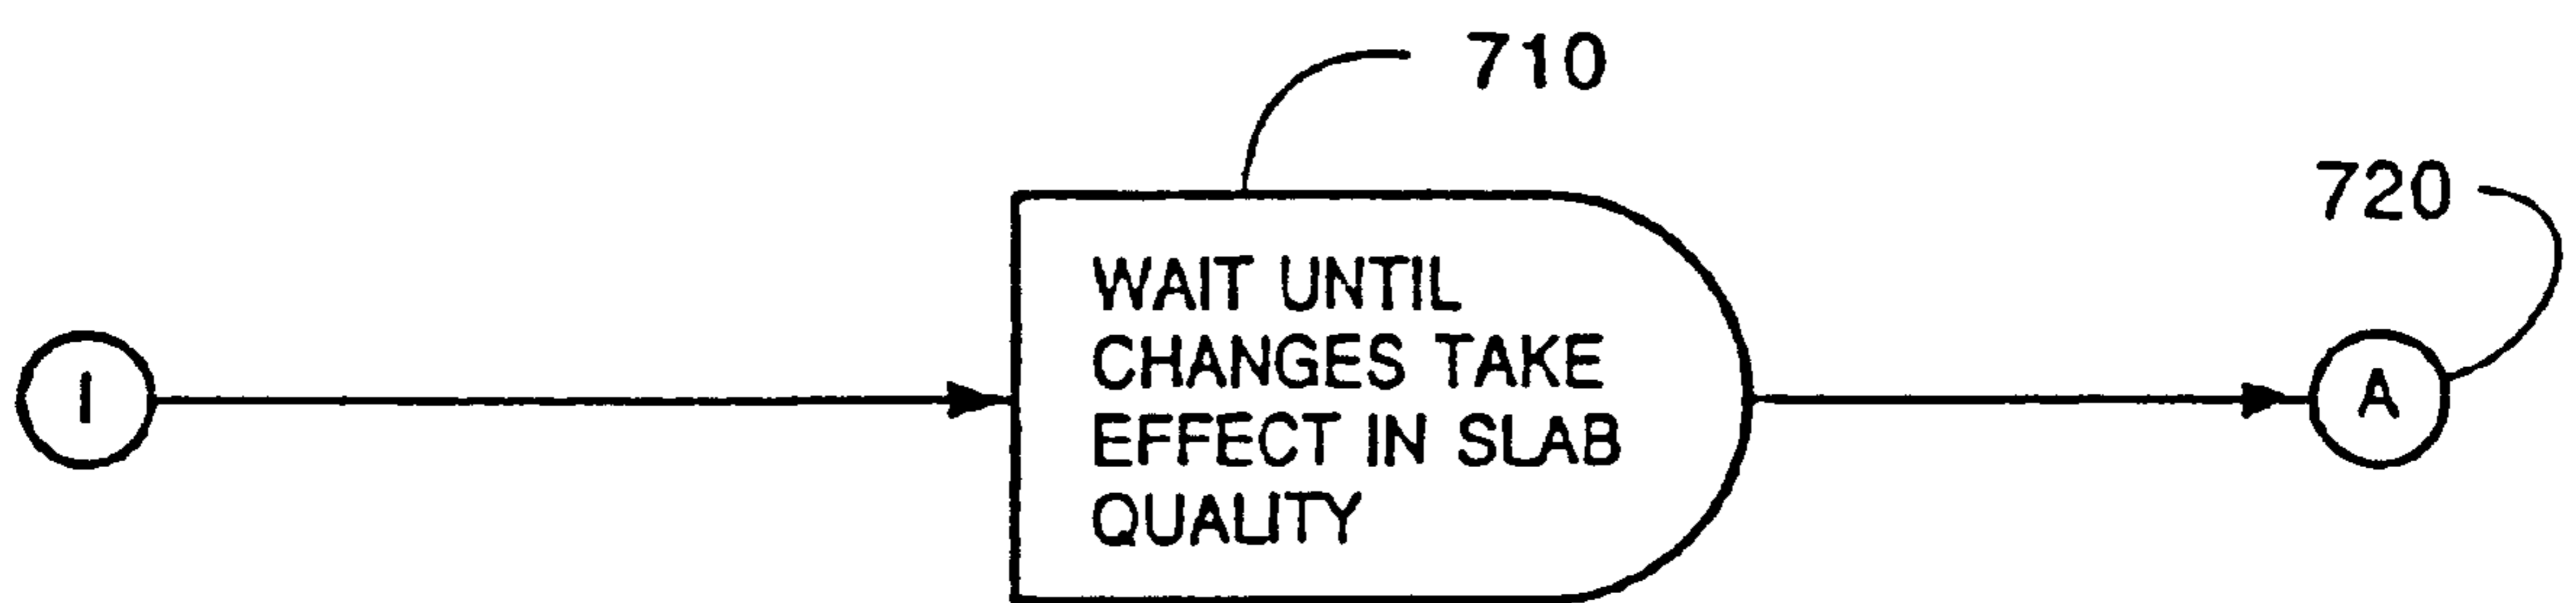 710
720
WAIT UNTIL
CHANGES TAKE
EFFECT IN SLAB
QUALITY
I
A